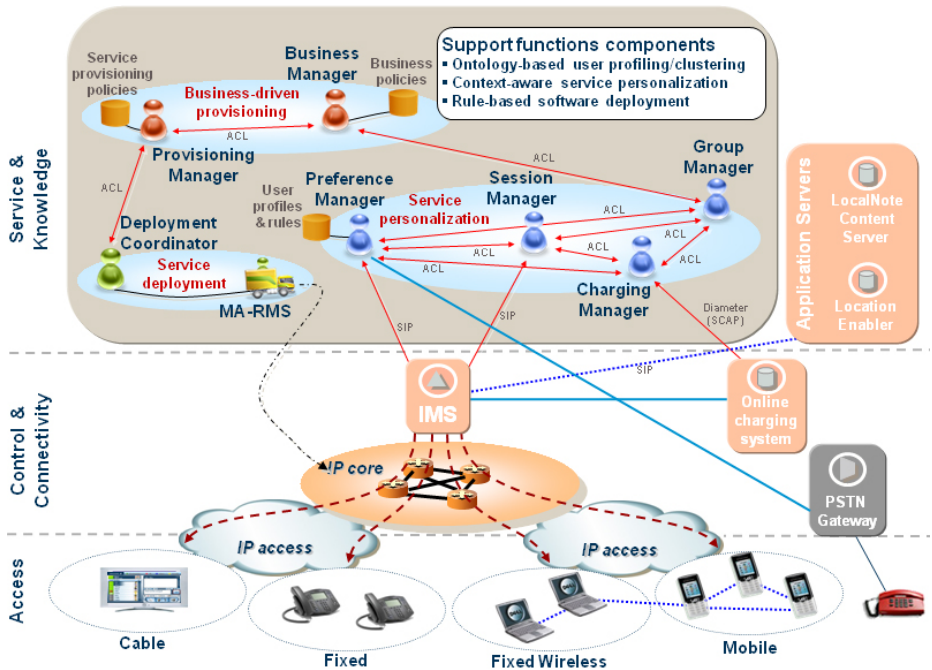 Service & Knowledge
Control & Connectivity
Access
Service
provisioning
policies
Business
Manager
Business
policies
Business-driven
provisioning
ACL
Provisioning
Manager
Support functions components
▪ Ontology-based user profiling/clustering
▪ Context-aware service personalization
▪ Rule-based software deployment
ACL
ACL
Group
Manager
User
profiles
& rules
Preference
Manager
Service
personalization
Session
Manager
ACL
ACL
ACL
ACL
ACL
Charging
Manager
Deployment
Coordinator
Service
deployment
MA-RMS
Application Servers
LocalNote
Content
Server
Location
Enabler
SIP
SIP
Diameter
(SCAP)
SIP
IMS
Online
charging
system
IP core
PSTN
Gateway
IP access
IP access
Cable
Fixed
Fixed Wireless
Mobile